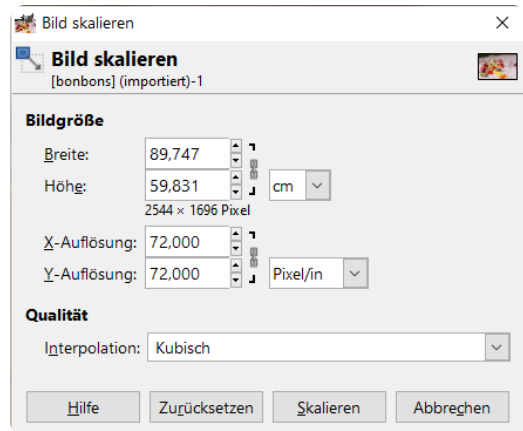 Bild skalieren
Bild skalieren
[bonbons] (importiert)-1
Bildgröße
Breite: 89,747
Höhe: 59,831 cm
2544 × 1696 Pixel
X-Auflösung: 72,000
Y-Auflösung: 72,000 Pixel/in
Qualität
Interpolation: Kubisch
Hilfe Zurücksetzen Skalieren Abbrechen